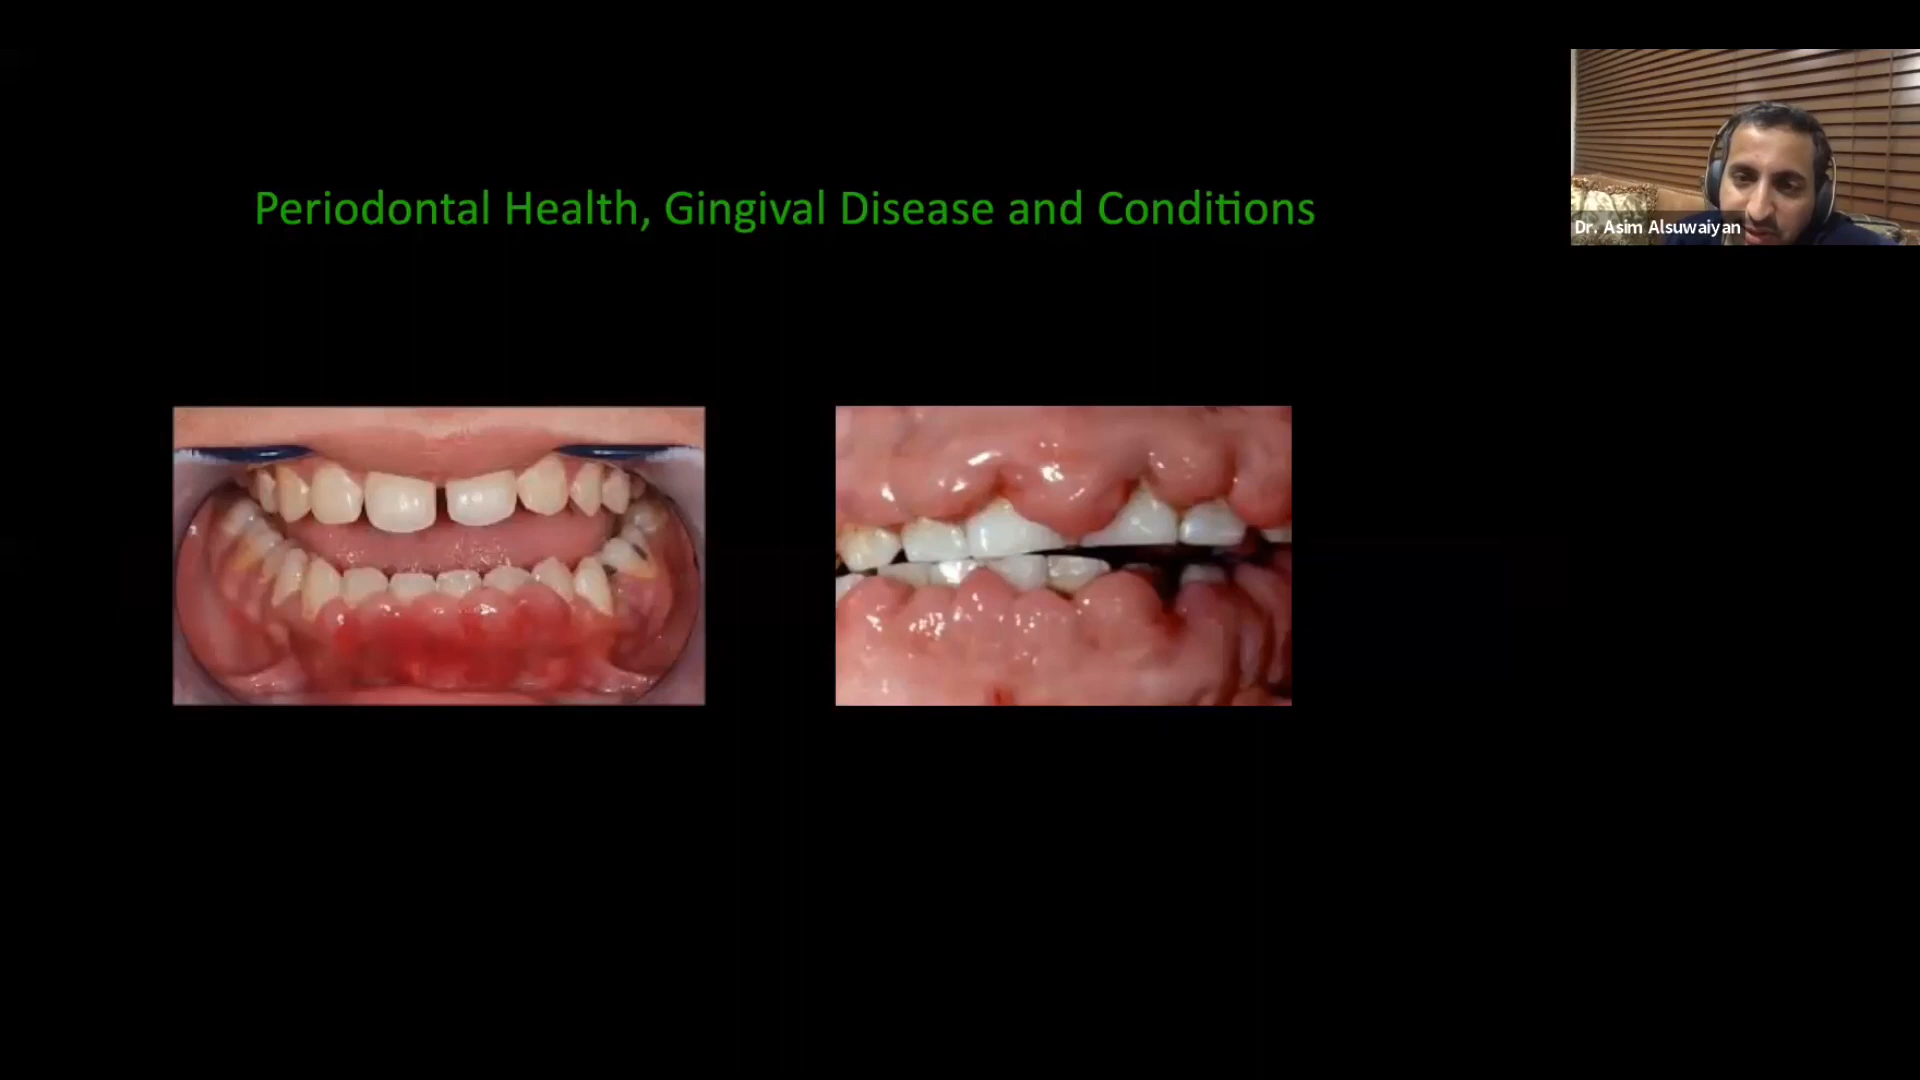 Periodontal Health, Gingival Disease and Conditions
Dr. Asim Alsuwaiyan